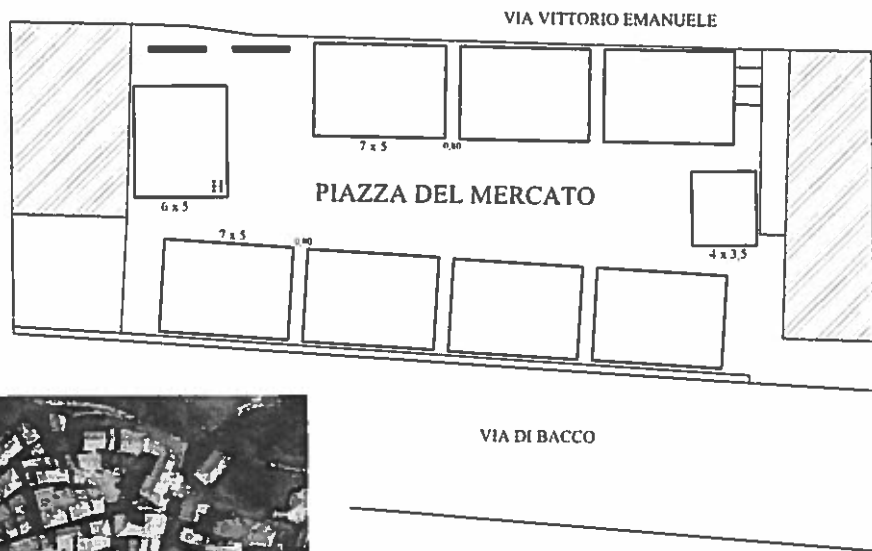 VIA VITTORIO EMANUELE
7 x 5
0,80
H
PIAZZA DEL MERCATO
6 x 5
7 x 5
0,80
4 x 3,5
VIA DI BACCO